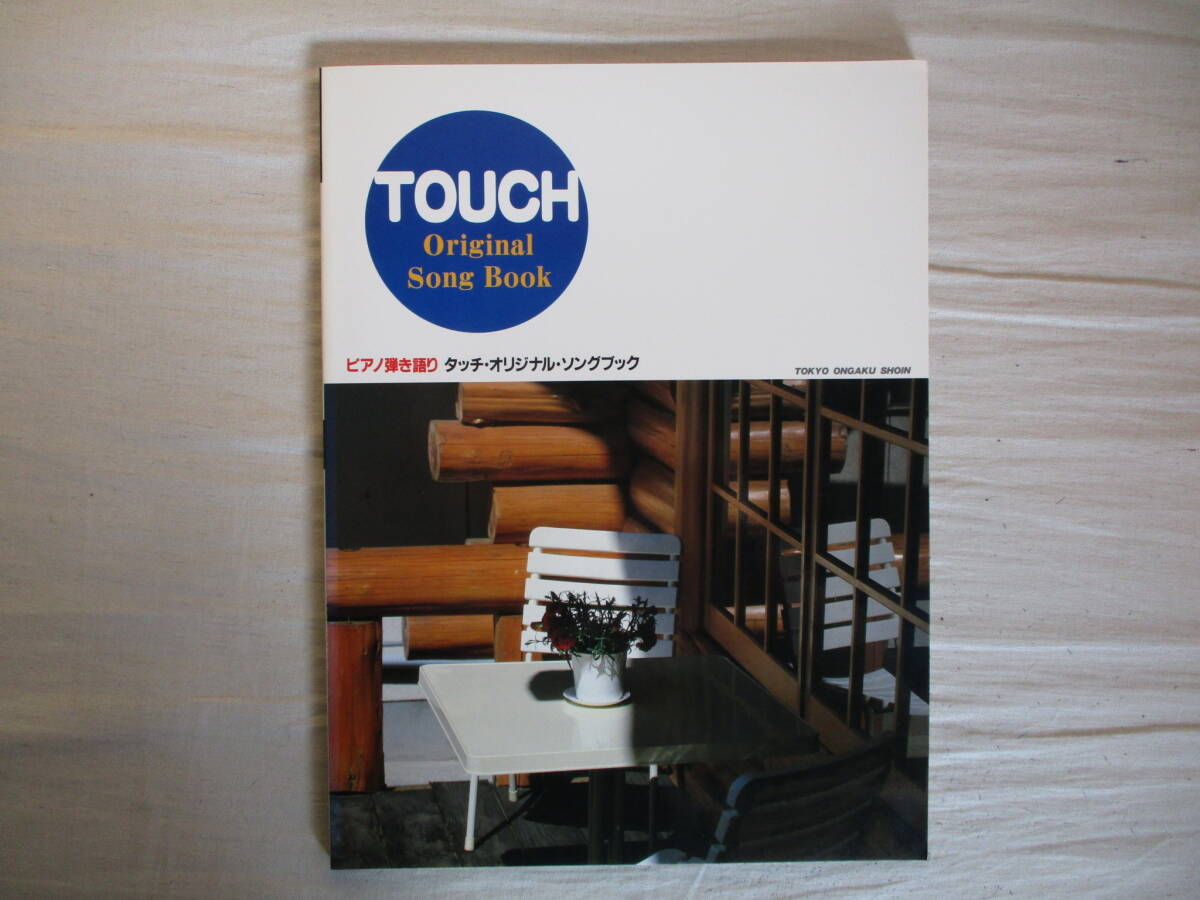 TOUCH
Original
Song Book
ピアノ弾き語り タッチ・オリジナル・ソングブック
TOKYO ONGAKU SHOIN